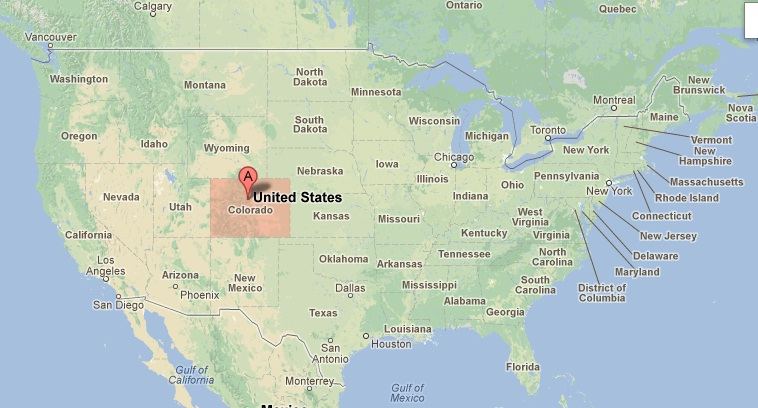 Calgary
Ontario
Quebec
Vancouver
Washington
Montana
North
Dakota
Minnesota
Montreal
New
Brunswick
Nova
Scotia
Maine
Oregon
Idaho
Wyoming
South
Dakota
Wisconsin
Michigan
Toronto
Vermont
New
Hampshire
New York
Chicago
Iowa
Nebraska
Illinois
Indiana
Ohio
Pennsylvania
New York
Massachusetts
Rhode Island
Connecticut
New Jersey
Delaware
Maryland
District of
Columbia
A
United States
Colorado
Nevada
Utah
Kansas
Missouri
West
Virginia
Virginia
Kentucky
California
Los
Angeles
San Diego
Arizona
Phoenix
New
Mexico
Oklahoma
Arkansas
Tennessee
North
Carolina
South
Carolina
Dallas
Mississippi
Alabama
Georgia
Texas
Louisiana
Houston
San
Antonio
Florida
Gulf of
California
Monterrey
Gulf of
Mexico